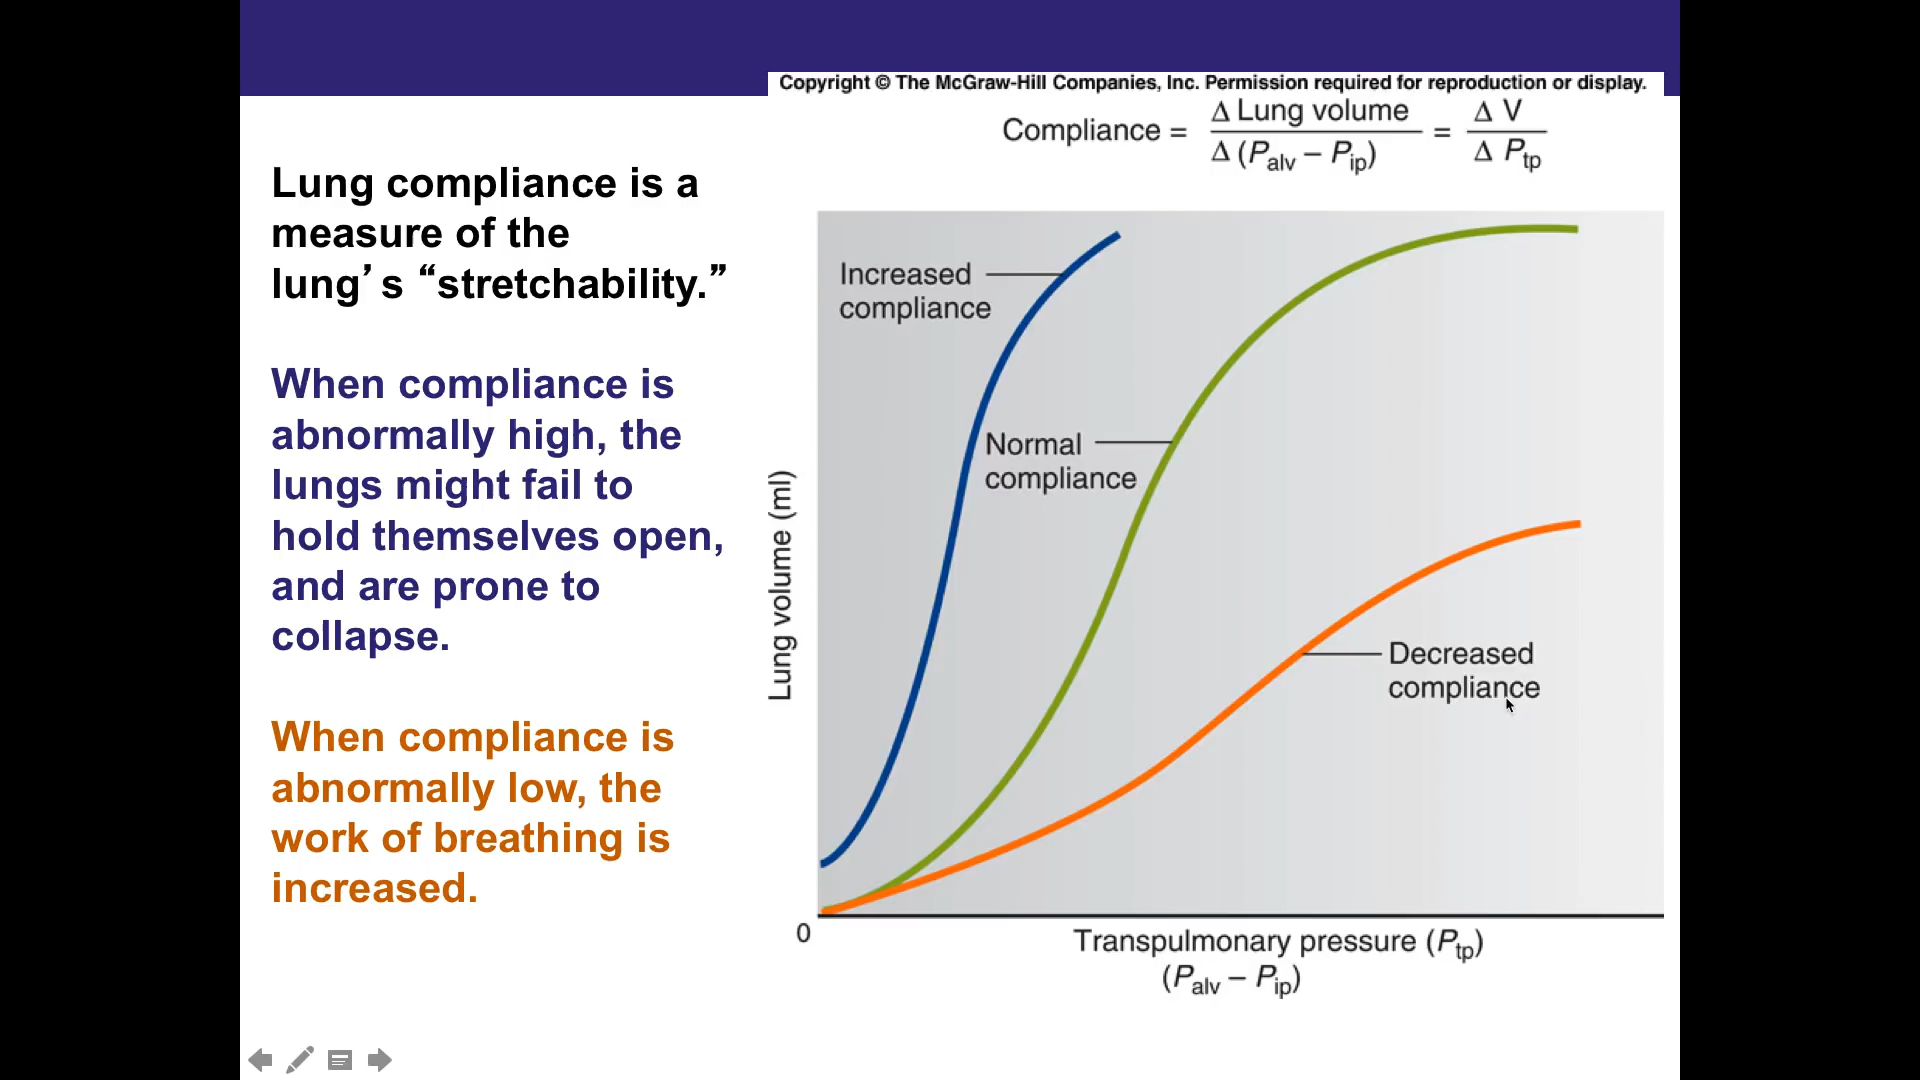 Copyright © The McGraw-Hill Companies, Inc. Permission required for reproduction or display.
Compliance = Δ Lung volume / Δ (Palv – Pip) = Δ V / Δ Ptp
Lung compliance is a
measure of the
lung’s “stretchability.”
When compliance is
abnormally high, the
lungs might fail to
hold themselves open,
and are prone to
collapse.
When compliance is
abnormally low, the
work of breathing is
increased.
Lung volume (ml)
Increased
compliance
Normal
compliance
Decreased
compliance
0
Transpulmonary pressure (Ptp)
(Palv – Pip)